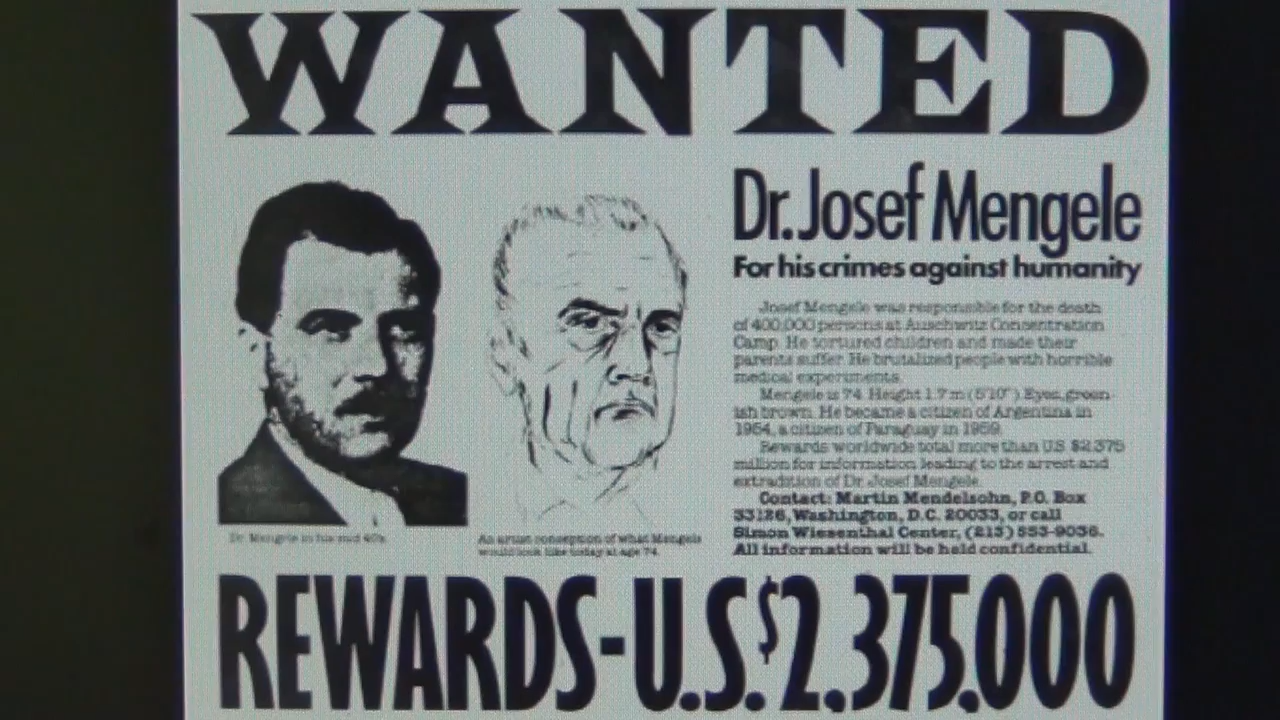 WANTED
Dr. Josef Mengele
For his crimes against humanity
Josef Mengele was responsible for the death
of 400,000 persons at Auschwitz Concentration
Camp. He tortured children and made their
parents suffer. He brutalized people with horrible
medical experiments.
Mengele is 74. Height 1.7 m (5'10"). Eyes, green-
ish brown. He became a citizen of Argentina in
1954, a citizen of Paraguay in 1959.
Rewards worldwide total more than U.S. $2.375
million for information leading to the arrest and
extradition of Dr. Josef Mengele.
Contact: Martin Mendelsohn, P.O. Box
33126, Washington, D.C. 20033, or call
Simon Wiesenthal Center, (213) 553-9036.
All information will be held confidential.
Dr. Mengele in his mid 40's.
An artist conception of what Mengele
would look like today at age 74.
REWARDS-U.S.$2,375,000